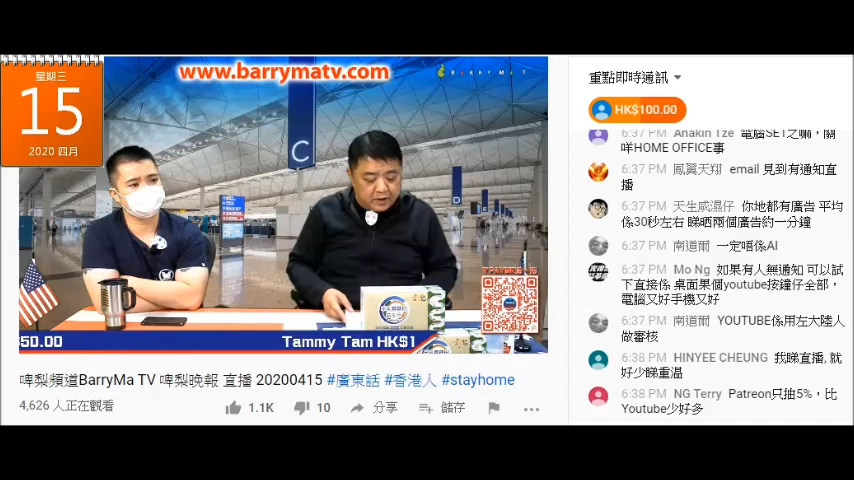 星期三
15
2020 四月
www.barrymatv.com
BARRYMAT
C
D
D
50.00
Tammy Tam HK$1
啤梨頻道BarryMa TV 啤梨晚報 直播 20200415 #廣東話 #香港人 #stayhome
4,626 人正在觀看
1.1K
10
分享
儲存
重點即時通訊
HK$100.00
6:37 PM Anakin Tze 電腦SET之嘛，關
咩HOME OFFICE事
6:37 PM 鳳翼天翔 email 見到有通知直
播
6:37 PM 天生咸濕仔 你地都有廣告 平均
係30秒左右 睇晒兩個廣告約一分鐘
6:37 PM 南道爾 一定唔係AI
6:37 PM Mo Ng 如果有人無通知 可以試
下直接係 桌面果個youtube按鐘仔全部，
電腦又好手機又好
6:37 PM 南道爾 YOUTUBE係用左大陸人
做審核
6:38 PM HINYEE CHEUNG 我睇直播, 就
好少睇重溫
6:38 PM NG Terry Patreon只抽5%，比
Youtube少好多